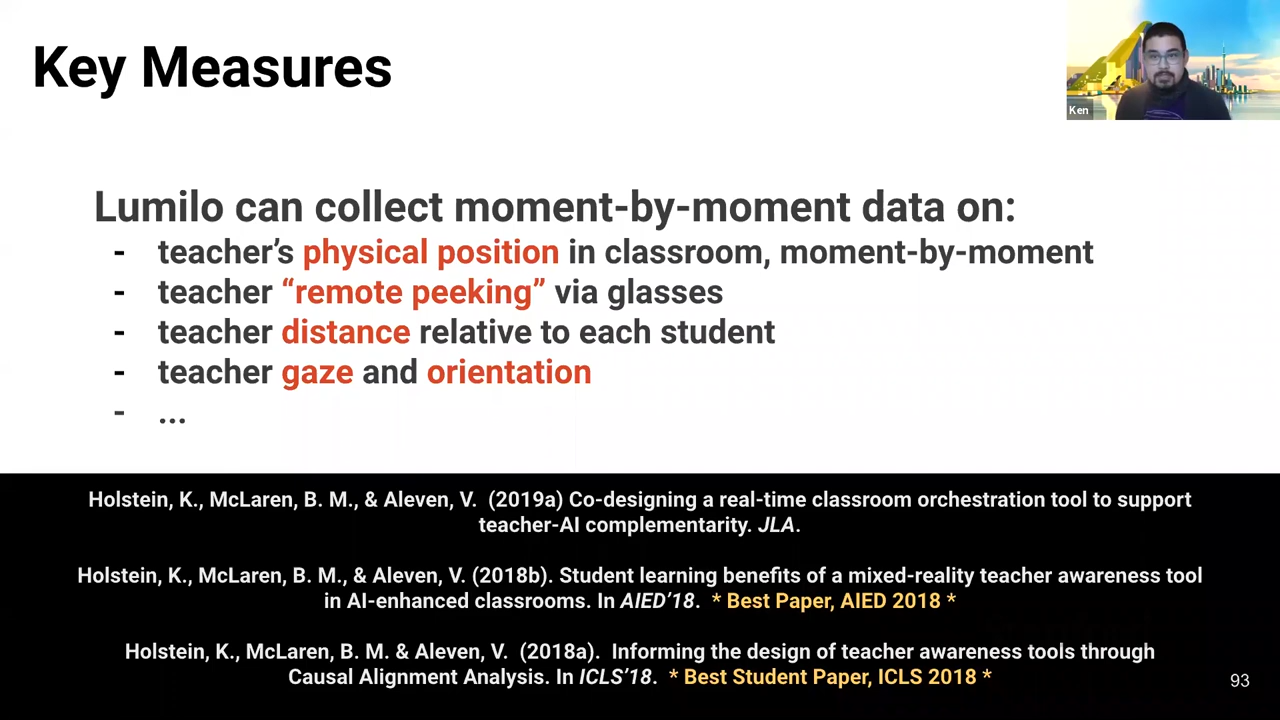 Key Measures
Ken
Lumilo can collect moment-by-moment data on:
- teacher’s physical position in classroom, moment-by-moment
- teacher “remote peeking” via glasses
- teacher distance relative to each student
- teacher gaze and orientation
- ...
Holstein, K., McLaren, B. M., & Aleven, V. (2019a) Co-designing a real-time classroom orchestration tool to support
teacher-AI complementarity. JLA.
Holstein, K., McLaren, B. M., & Aleven, V. (2018b). Student learning benefits of a mixed-reality teacher awareness tool
in AI-enhanced classrooms. In AIED’18. * Best Paper, AIED 2018 *
Holstein, K., McLaren, B. M. & Aleven, V. (2018a). Informing the design of teacher awareness tools through
Causal Alignment Analysis. In ICLS’18. * Best Student Paper, ICLS 2018 *
93